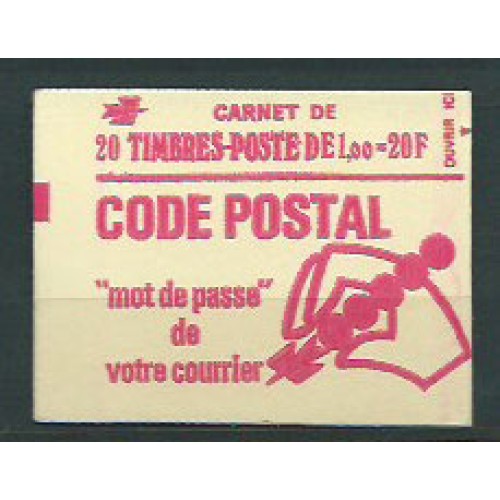 CARNET DE
20 TIMBRES-POSTE DE 1,00=20F
OUVRIR ICI
CODE POSTAL
"mot de passe"
de
votre courrier